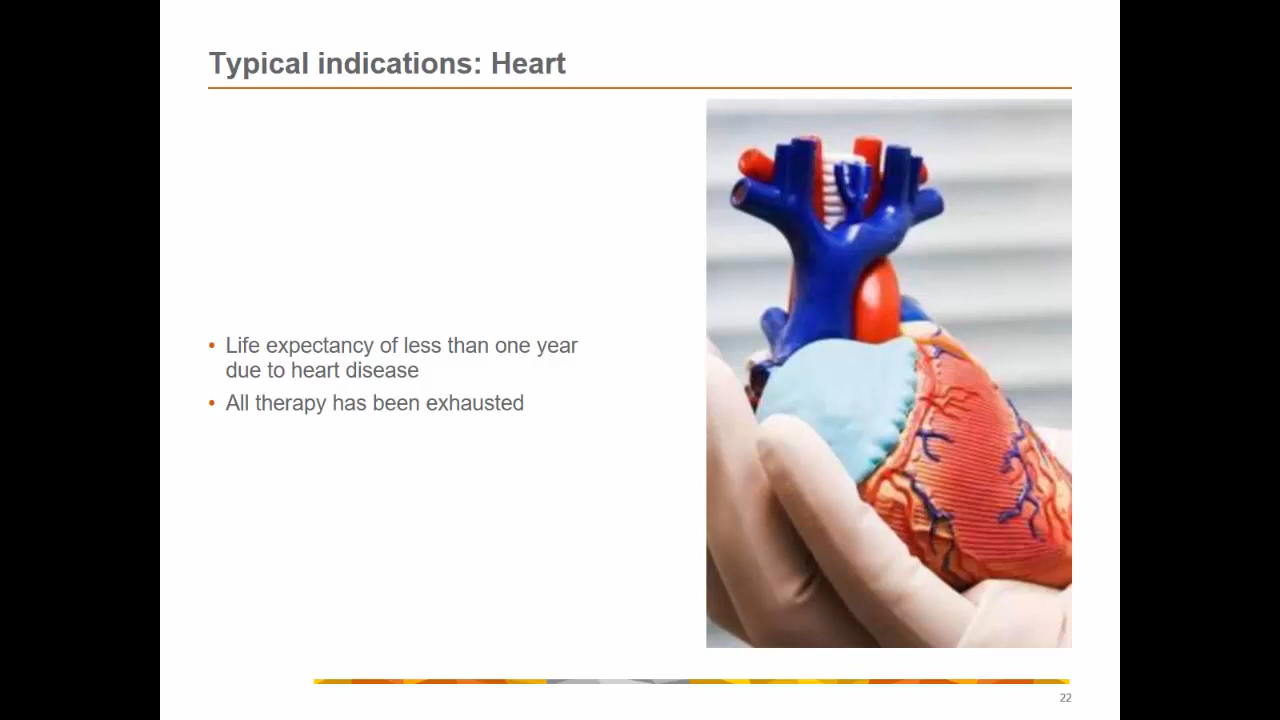 Typical indications: Heart
• Life expectancy of less than one year
due to heart disease
• All therapy has been exhausted
22